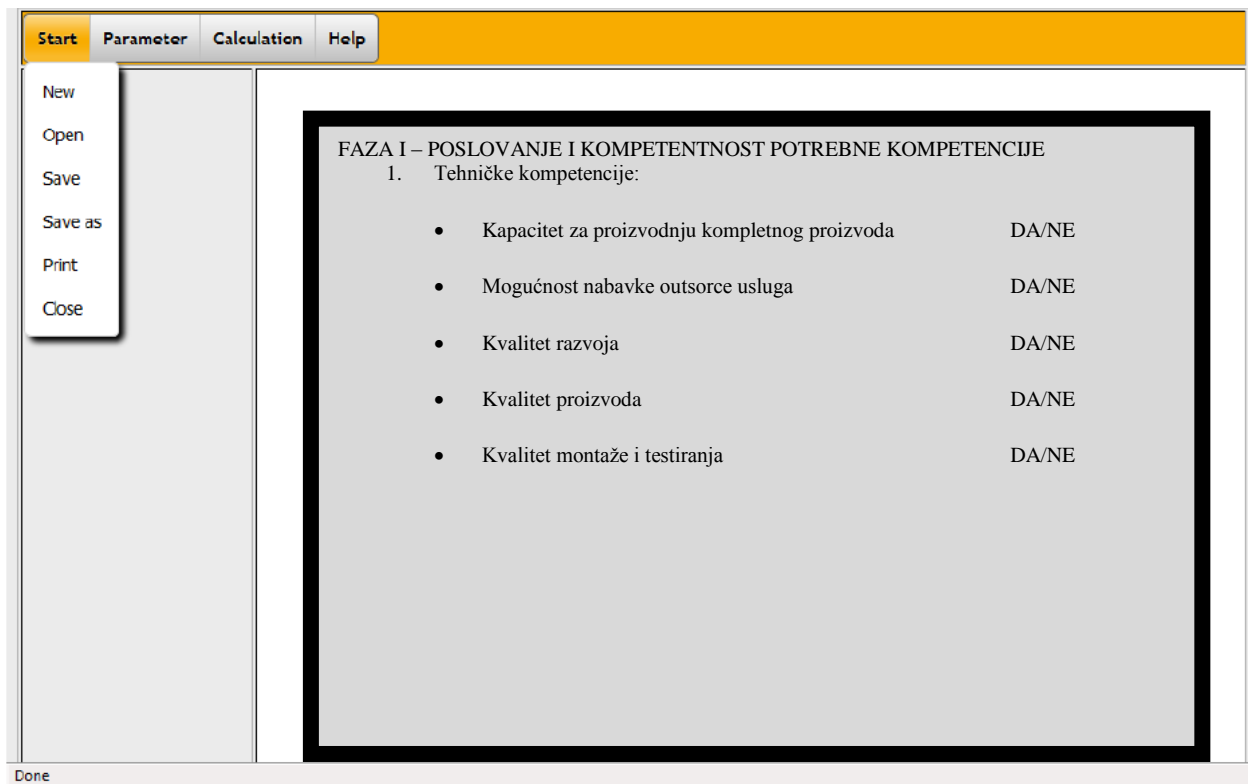 Start Parameter Calculation Help
New
Open
Save
Save as
Print
Close
FAZA I – POSLOVANJE I KOMPETENTNOST POTREBNE KOMPETENCIJE
1. Tehničke kompetencije:
• Kapacitet za proizvodnju kompletnog proizvoda DA/NE
• Mogućnost nabavke outsorce usluga DA/NE
• Kvalitet razvoja DA/NE
• Kvalitet proizvoda DA/NE
• Kvalitet montaže i testiranja DA/NE
Done